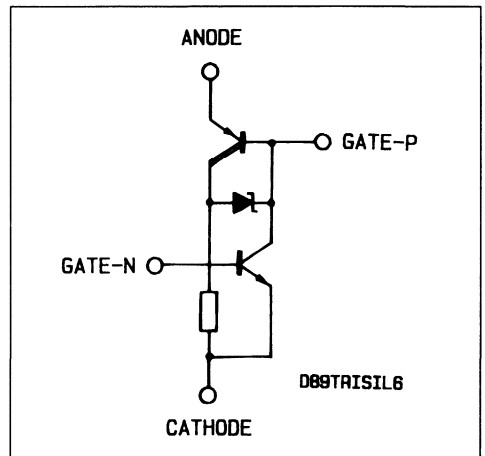 ANODE
GATE-P
GATE-N
D89TRISIL6
CATHODE